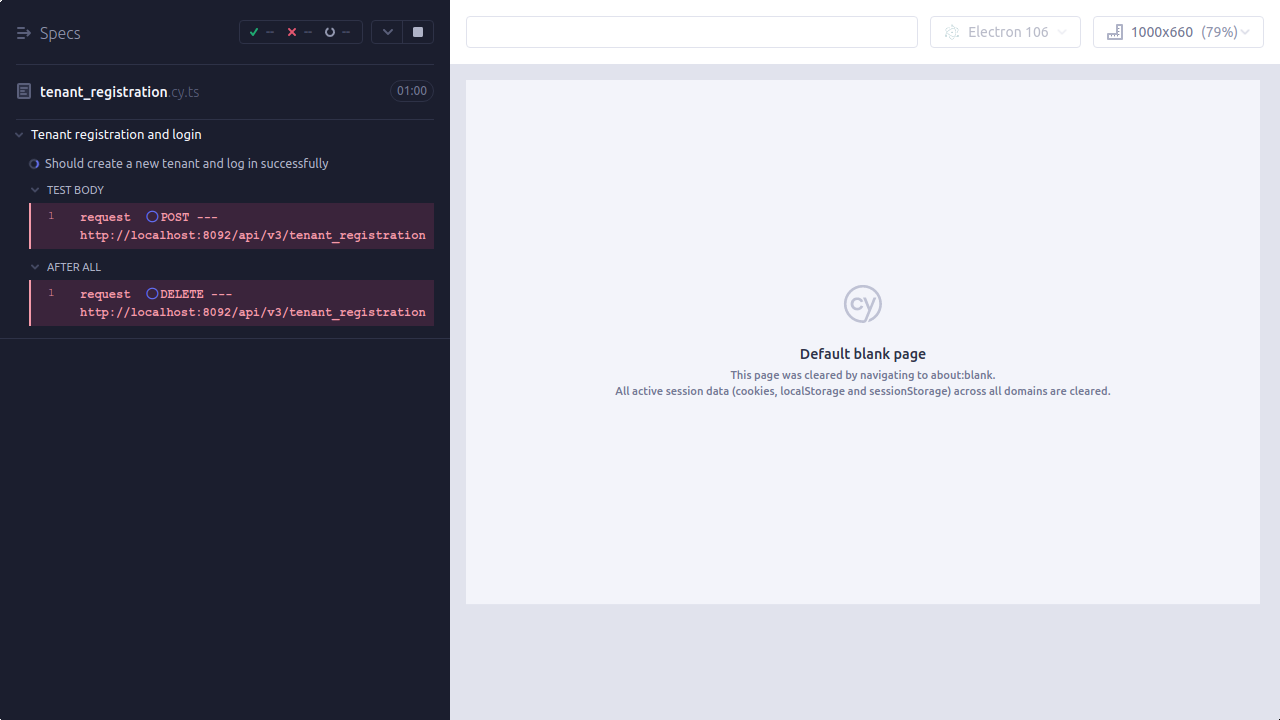 Specs
-- -- --
Electron 106
1000x660 (79%)
tenant_registration.cy.ts
01:00
Tenant registration and login
Should create a new tenant and log in successfully
TEST BODY
1 request POST ---
http://localhost:8092/api/v3/tenant_registration
AFTER ALL
1 request DELETE ---
http://localhost:8092/api/v3/tenant_registration
cy
Default blank page
This page was cleared by navigating to about:blank.
All active session data (cookies, localStorage and sessionStorage) across all domains are cleared.